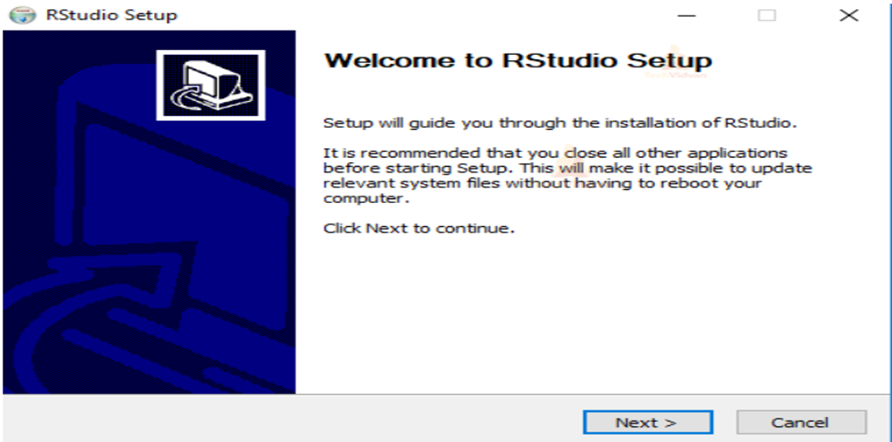 RStudio Setup
Welcome to RStudio Setup
Setup will guide you through the installation of RStudio.
It is recommended that you close all other applications
before starting Setup. This will make it possible to update
relevant system files without having to reboot your
computer.
Click Next to continue.
Next >
Cancel